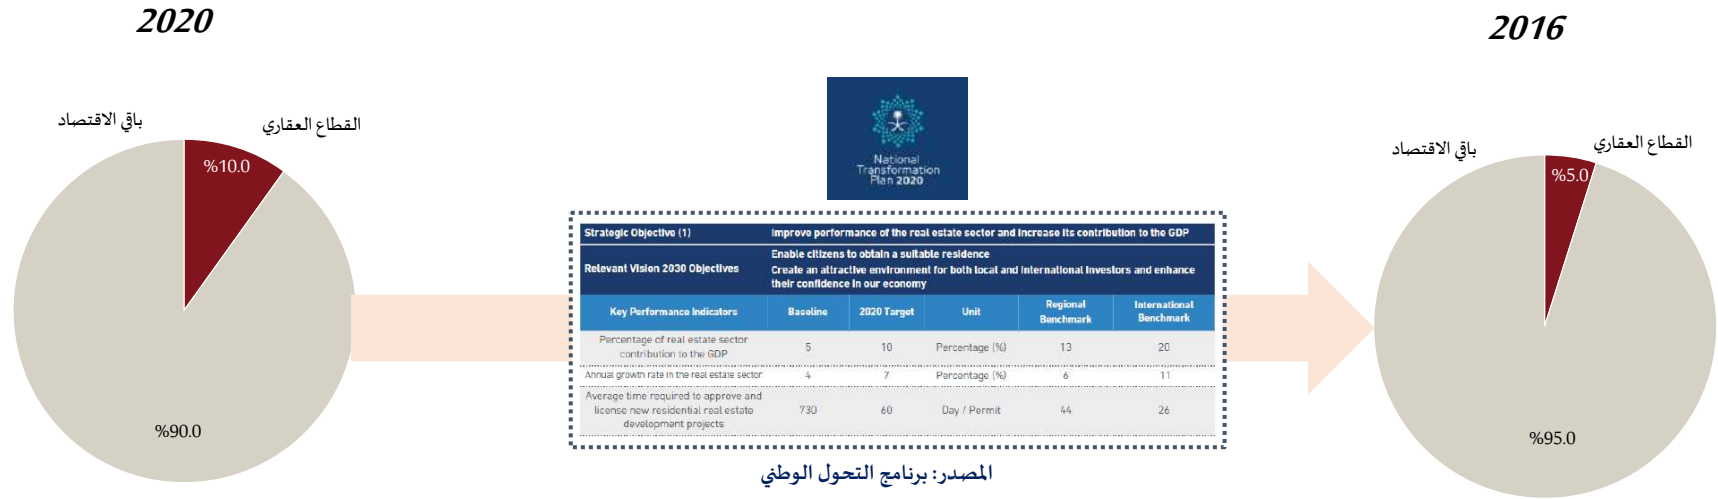 2016
القطاع العقاري
باقي الاقتصاد
%5.0
%95.0
National
Transformation
Plan 2020
Strategic Objective (1) Improve performance of the real estate sector and increase its contribution to the GDP
Relevant Vision 2030 Objectives
Enable citizens to obtain a suitable residence
Create an attractive environment for both local and international investors and enhance
their confidence in our economy
Key Performance Indicators Baseline 2020 Target Unit Regional Benchmark International Benchmark
Percentage of real estate sector
contribution to the GDP
5 10 Percentage (%) 13 20
Annual growth rate in the real estate sector 4 7 Percentage (%) 6 11
Average time required to approve and
license new residential real estate
development projects
730 60 Day / Permit 44 26
المصدر: برنامج التحول الوطني
2020
القطاع العقاري
باقي الاقتصاد
%10.0
%90.0